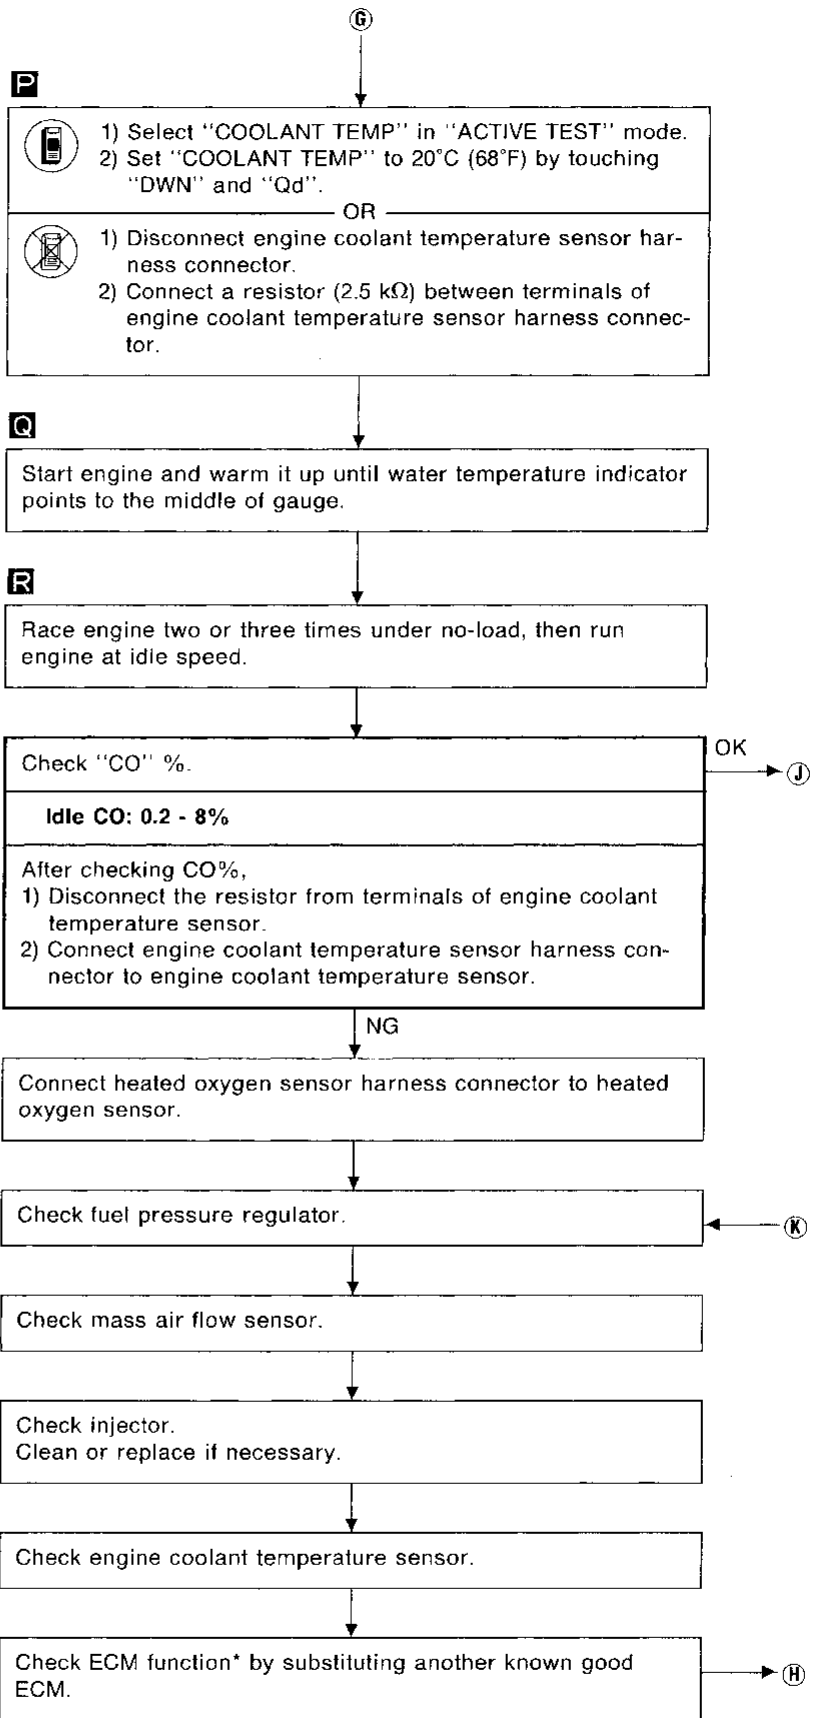 G
P
1) Select "COOLANT TEMP" in "ACTIVE TEST" mode.
2) Set "COOLANT TEMP" to 20°C (68°F) by touching
"DWN" and "Qd".
OR
1) Disconnect engine coolant temperature sensor har-
ness connector.
2) Connect a resistor (2.5 kΩ) between terminals of
engine coolant temperature sensor harness connec-
tor.
Q
Start engine and warm it up until water temperature indicator
points to the middle of gauge.
R
Race engine two or three times under no-load, then run
engine at idle speed.
Check "CO" %.
OK
J
Idle CO: 0.2 - 8%
After checking CO%,
1) Disconnect the resistor from terminals of engine coolant
temperature sensor.
2) Connect engine coolant temperature sensor harness con-
nector to engine coolant temperature sensor.
NG
Connect heated oxygen sensor harness connector to heated
oxygen sensor.
Check fuel pressure regulator.
K
Check mass air flow sensor.
Check injector.
Clean or replace if necessary.
Check engine coolant temperature sensor.
Check ECM function* by substituting another known good
ECM.
H